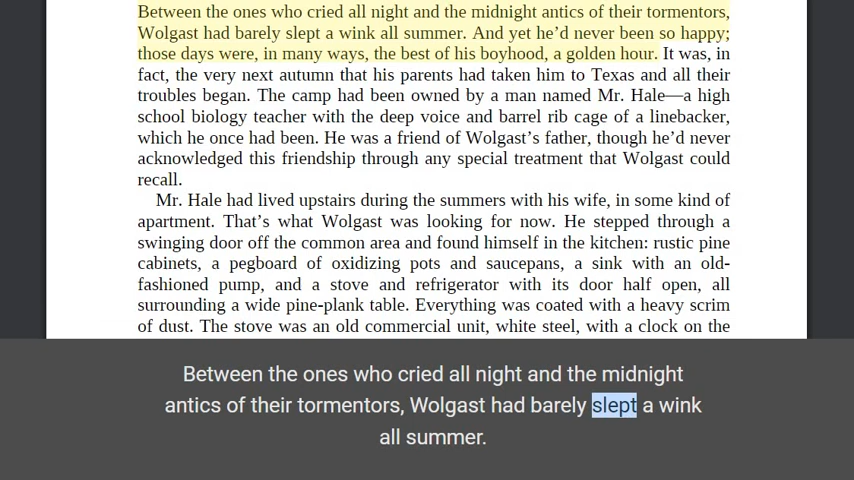 Between the ones who cried all night and the midnight antics of their tormentors,
Wolgast had barely slept a wink all summer. And yet he’d never been so happy;
those days were, in many ways, the best of his boyhood, a golden hour. It was, in
fact, the very next autumn that his parents had taken him to Texas and all their
troubles began. The camp had been owned by a man named Mr. Hale—a high
school biology teacher with the deep voice and barrel rib cage of a linebacker,
which he once had been. He was a friend of Wolgast’s father, though he’d never
acknowledged this friendship through any special treatment that Wolgast could
recall.
Mr. Hale had lived upstairs during the summers with his wife, in some kind of
apartment. That’s what Wolgast was looking for now. He stepped through a
swinging door off the common area and found himself in the kitchen: rustic pine
cabinets, a pegboard of oxidizing pots and saucepans, a sink with an old-
fashioned pump, and a stove and refrigerator with its door half open, all
surrounding a wide pine-plank table. Everything was coated with a heavy scrim
of dust. The stove was an old commercial unit, white steel, with a clock on the
Between the ones who cried all night and the midnight
antics of their tormentors, Wolgast had barely slept a wink
all summer.